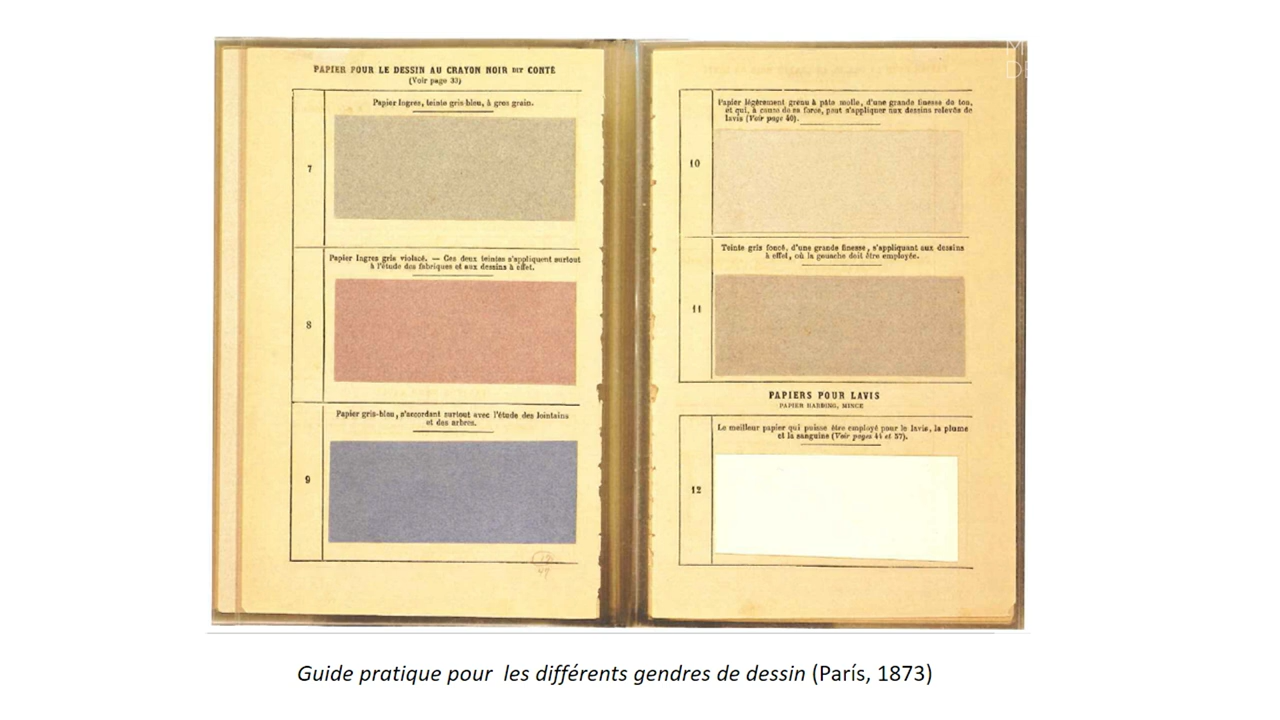 PAPIER POUR LE DESSIN AU CRAYON NOIR DIT CONTÉ
(Voir page 33)
Papier Ingres, teinte gris-bleu, à gros grain.
7
Papier Ingres gris violacé. — Ces deux teintes s'appliquent surtout
à l'étude des fabriques et aux dessins à effet.
8
Papier gris-bleu, s'accordant surtout avec l'étude des lointains
et des arbres.
9
Papier légèrement grenu à pâte molle, d'une grande finesse de ton,
et qui, à cause de sa force, peut s'appliquer aux dessins relevés de
lavis (Voir page 40).
10
Teinte gris foncé, d'une grande finesse, s'appliquant aux dessins
à effet, où la gouache doit être employée.
11
PAPIERS POUR LAVIS
PAPIER HARDING, MINCE
Le meilleur papier qui puisse être employé pour le lavis, la plume
et la sanguine (Voir pages 44 et 57).
12
Guide pratique pour les différents gendres de dessin (París, 1873)